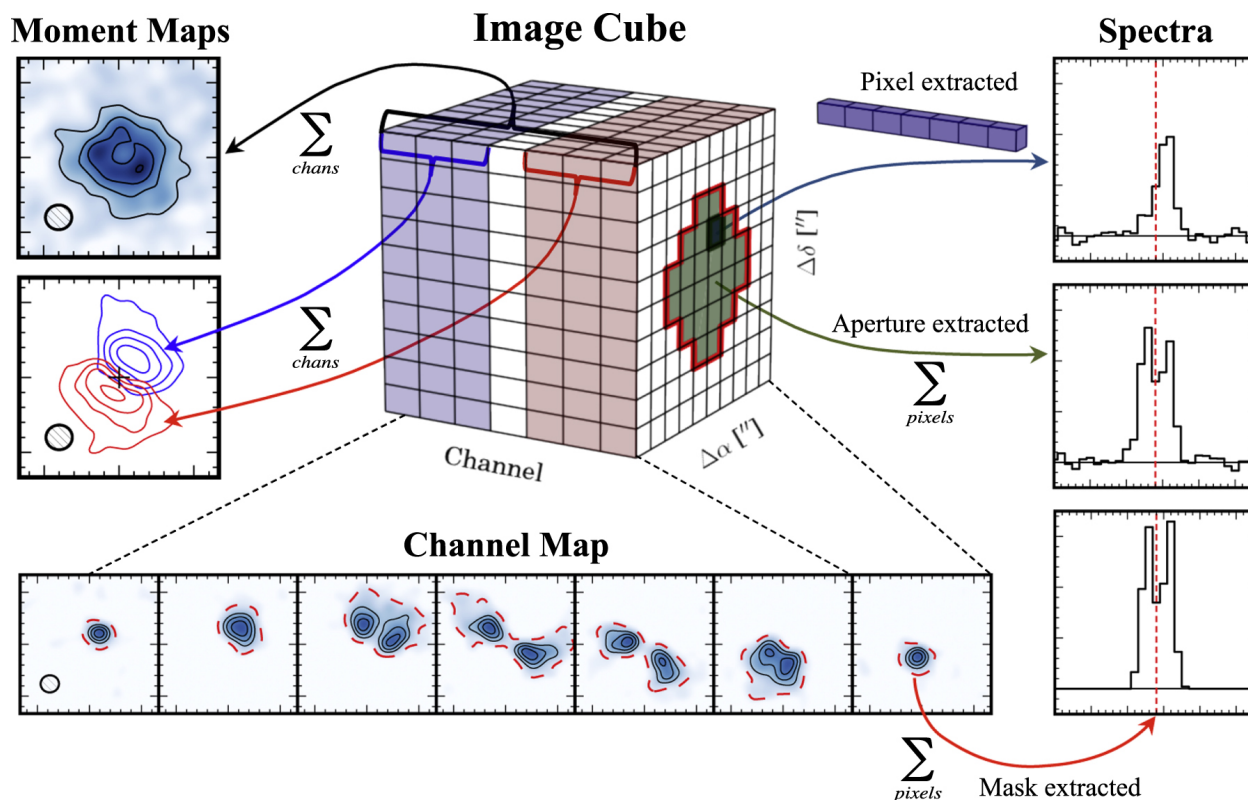 Moment Maps
Image Cube
Spectra
Pixel extracted
∑
chans
Δδ ["]
∑
chans
Aperture extracted
∑
pixels
Channel
Δα ["]
Channel Map
∑
pixels
Mask extracted